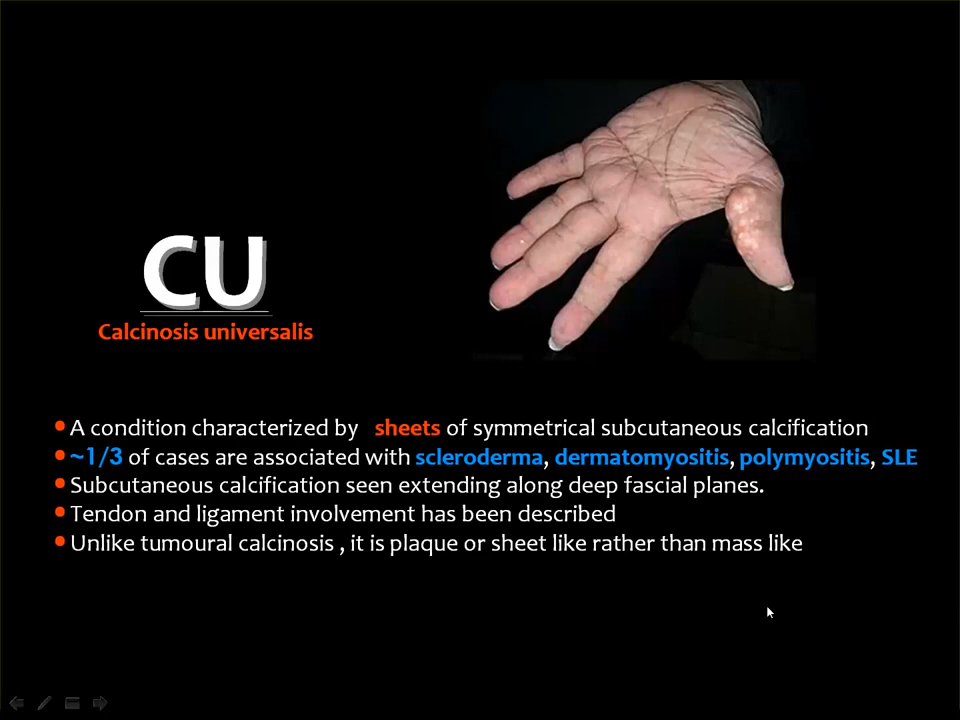 CU
Calcinosis universalis
• A condition characterized by sheets of symmetrical subcutaneous calcification
• ~1/3 of cases are associated with scleroderma, dermatomyositis, polymyositis, SLE
• Subcutaneous calcification seen extending along deep fascial planes.
• Tendon and ligament involvement has been described
• Unlike tumoural calcinosis , it is plaque or sheet like rather than mass like